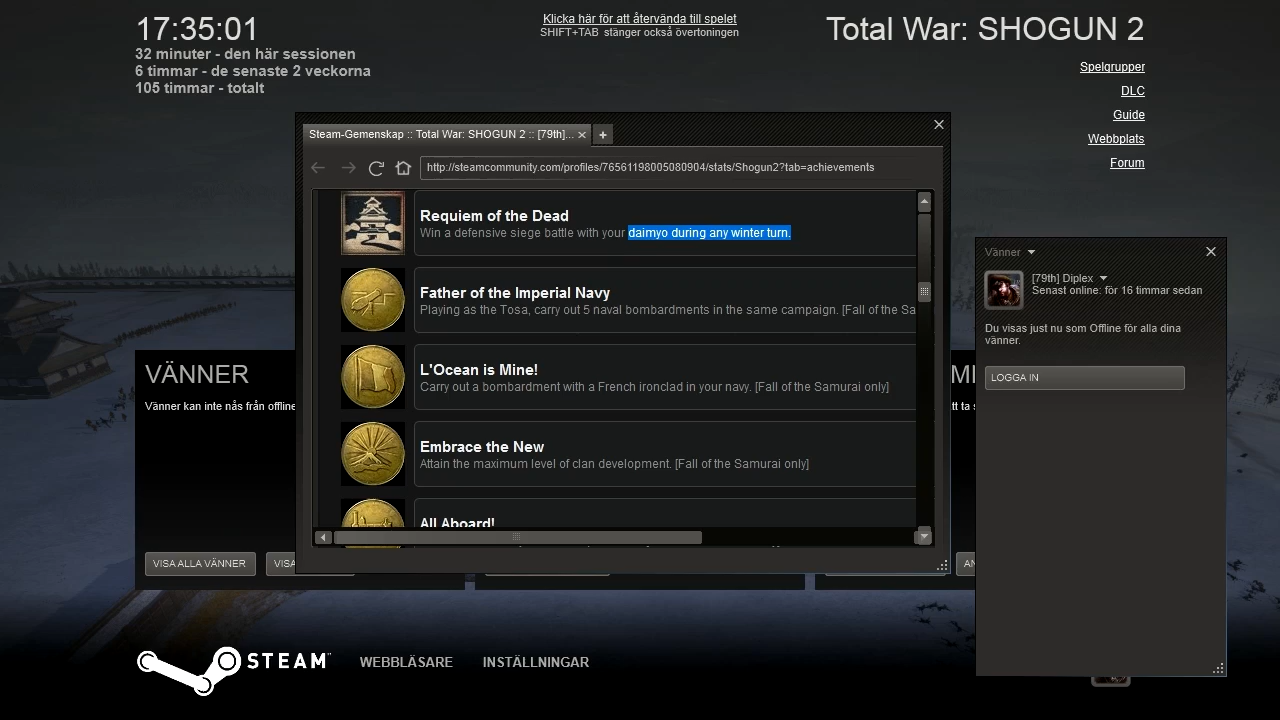 17:35:01
32 minuter - den här sessionen
6 timmar - de senaste 2 veckorna
105 timmar - totalt
Klicka här för att återvända till spelet
SHIFT+TAB stänger också övertoningen
Total War: SHOGUN 2
Spelgrupper
DLC
Guide
Webbplats
Forum
Steam-Gemenskap :: Total War: SHOGUN 2 :: [79th]...
http://steamcommunity.com/profiles/76561198005080904/stats/Shogun2?tab=achievements
Requiem of the Dead
Win a defensive siege battle with your daimyo during any winter turn.
Father of the Imperial Navy
Playing as the Tosa, carry out 5 naval bombardments in the same campaign. [Fall of the Sa
L'Ocean is Mine!
Carry out a bombardment with a French ironclad in your navy. [Fall of the Samurai only]
Embrace the New
Attain the maximum level of clan development. [Fall of the Samurai only]
All Aboard!
Vänner
[79th] Diplex
Senast online: för 16 timmar sedan
Du visas just nu som Offline för alla dina
vänner.
LOGGA IN
VÄNNER
Vänner kan inte nås från offline
VISA ALLA VÄNNER
VISA
tt ta s
AN
STEAM™
WEBBLÄSARE
INSTÄLLNINGAR